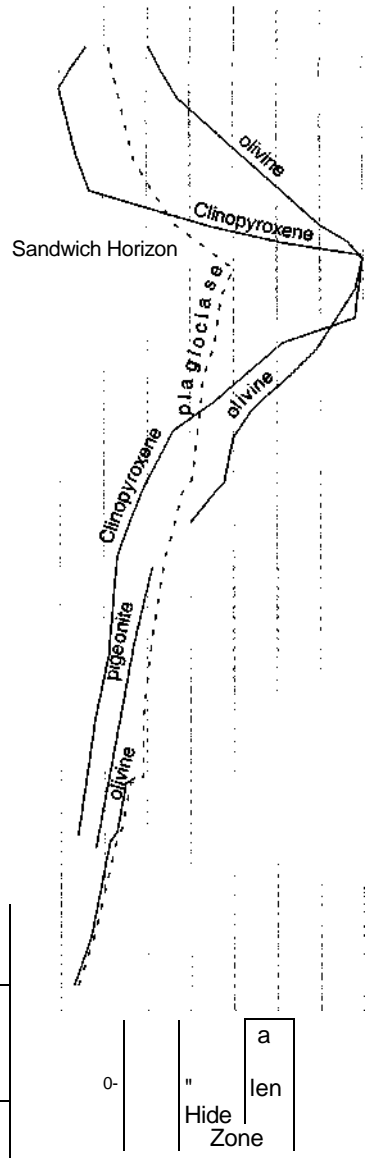 olivine
Clinopyroxene
Sandwich Horizon
plagioclase
olivine
Clinopyroxene
pigeonite
olivine
a
0-
"
len
Hide
Zone